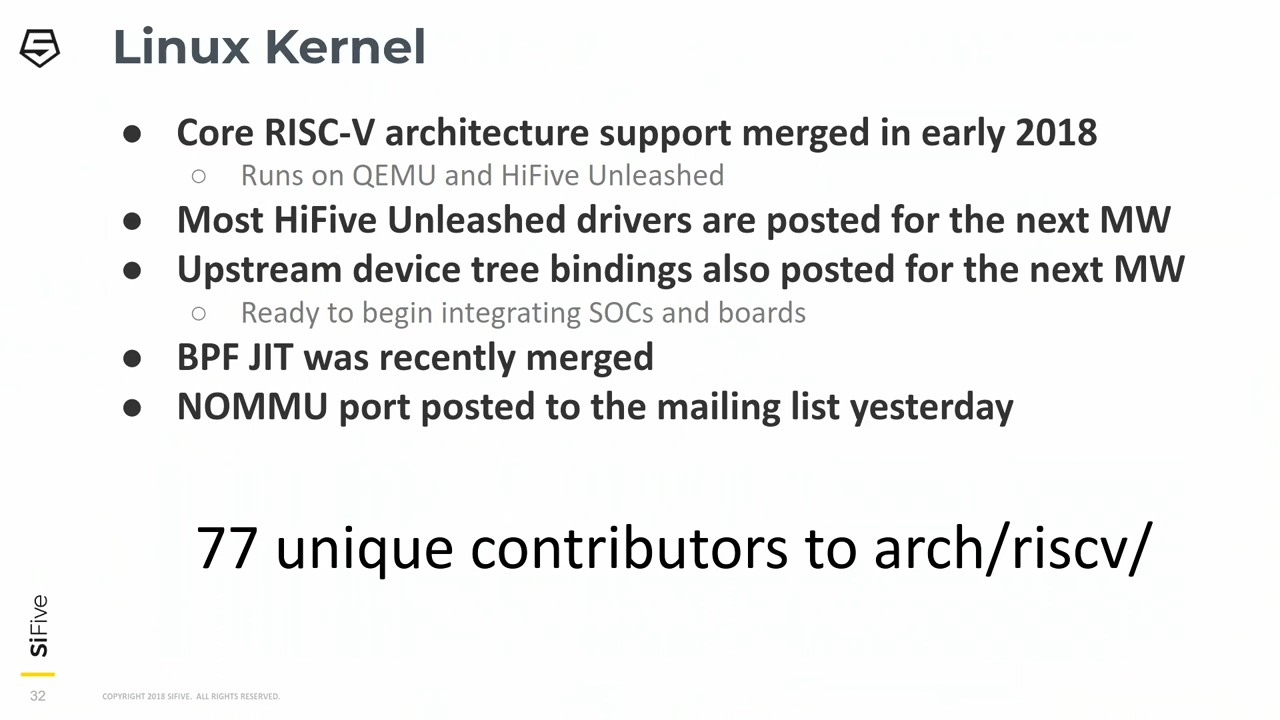 Linux Kernel
● Core RISC-V architecture support merged in early 2018
○ Runs on QEMU and HiFive Unleashed
● Most HiFive Unleashed drivers are posted for the next MW
● Upstream device tree bindings also posted for the next MW
○ Ready to begin integrating SOCs and boards
● BPF JIT was recently merged
● NOMMU port posted to the mailing list yesterday
77 unique contributors to arch/riscv/
SiFive
32
COPYRIGHT 2018 SIFIVE. ALL RIGHTS RESERVED.